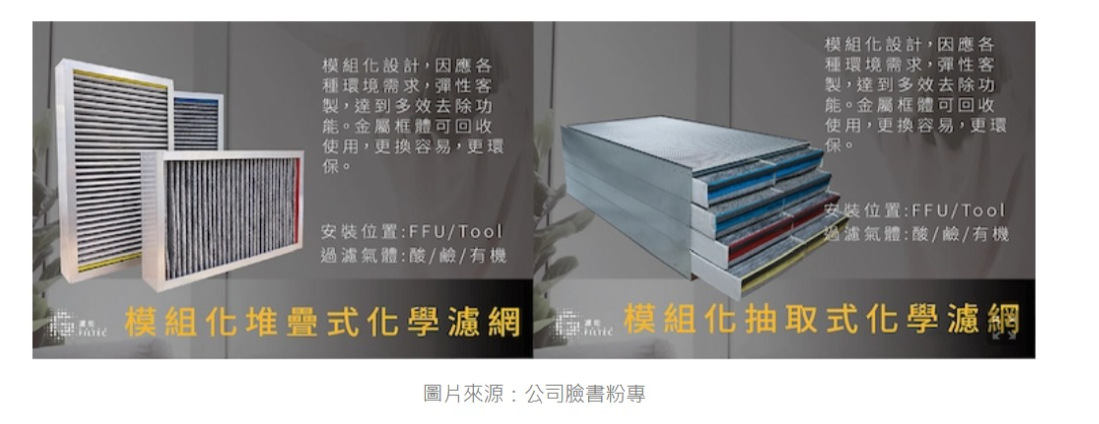 模組化設計，因應各
種環境需求，彈性客
製，達到多效去除功
能。金屬框體可回收
使用，更換容易，更環
保。
安裝位置:FFU/Tool
過濾氣體:酸/鹼/有機
濾能
FILTEC
模組化堆疊式化學濾網
模組化設計，因應各
種環境需求，彈性客
製，達到多效去除功
能。金屬框體可回收
使用，更換容易，更環
保。
安裝位置:FFU/Tool
過濾氣體:酸/鹼/有機
濾能
FILTEC
模組化抽取式化學濾網
圖片來源：公司臉書粉專